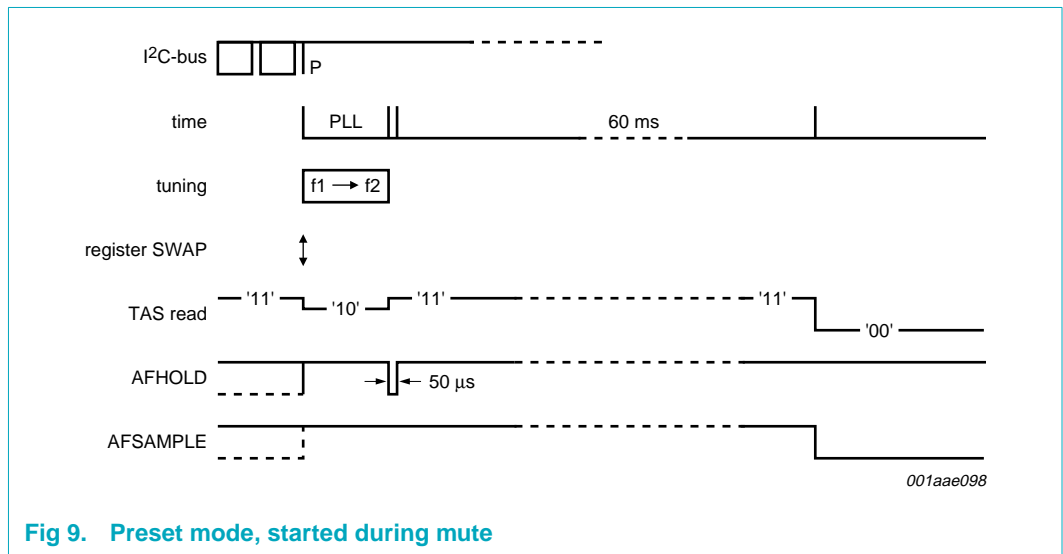 I2C-bus
P
time
PLL
60 ms
tuning
f1 → f2
register SWAP
TAS read
'11'
'10'
'11'
'11'
'00'
AFHOLD
50 μs
AFSAMPLE
001aae098
Fig 9. Preset mode, started during mute